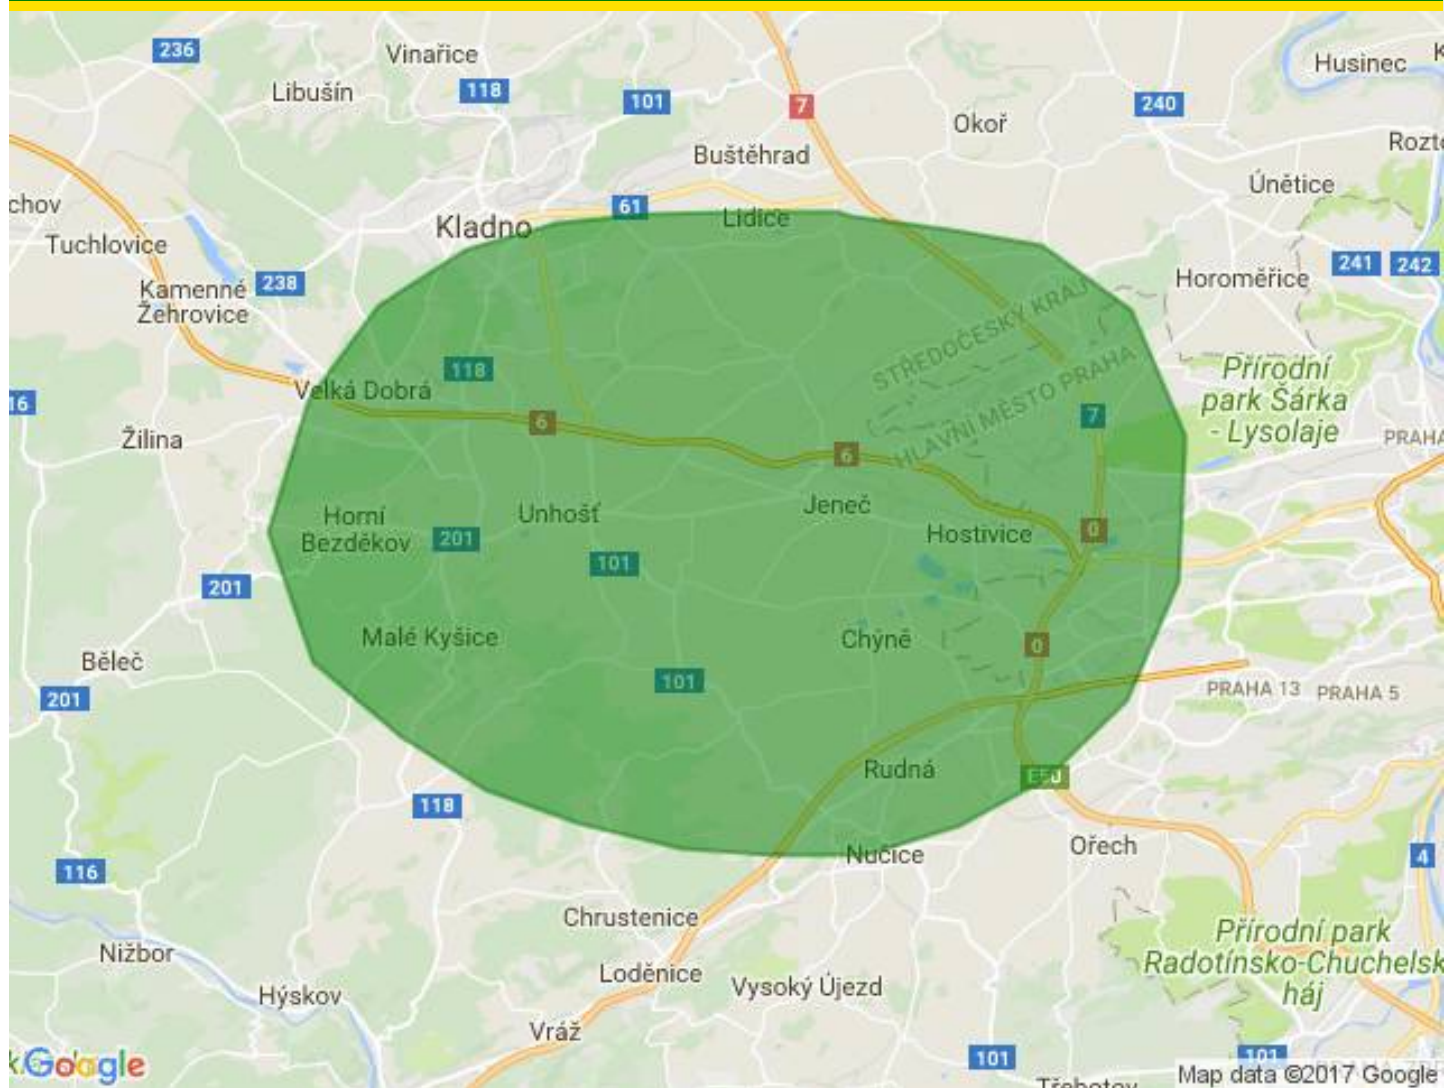 236
Vinařice
Husinec
Libušín
118
101
7
240
Okoř
Buštěhrad
Únětice
chov
61
Lidice
Kladno
Tuchlovice
241
242
Horoměřice
238
Kamenné
Žehrovice
STŘEDOČESKÝ KRAJ
HLAVNÍ MĚSTO PRAHA
118
Přírodní
park Šárka
- Lysolaje
Velká Dobrá
16
6
7
Žilina
PRAHA
6
Jeneč
Horní
Bezděkov
Unhošť
201
Hostivice
0
101
201
Malé Kyšice
Chýně
0
Běleč
101
201
PRAHA 13
PRAHA 5
Rudná
118
Ořech
Nučice
4
116
Chrustenice
Přírodní park
Radotínsko-Chuchelsk
háj
Nižbor
Loděnice
Vysoký Újezd
Hýskov
Vráž
101
101
Google
Map data ©2017 Google